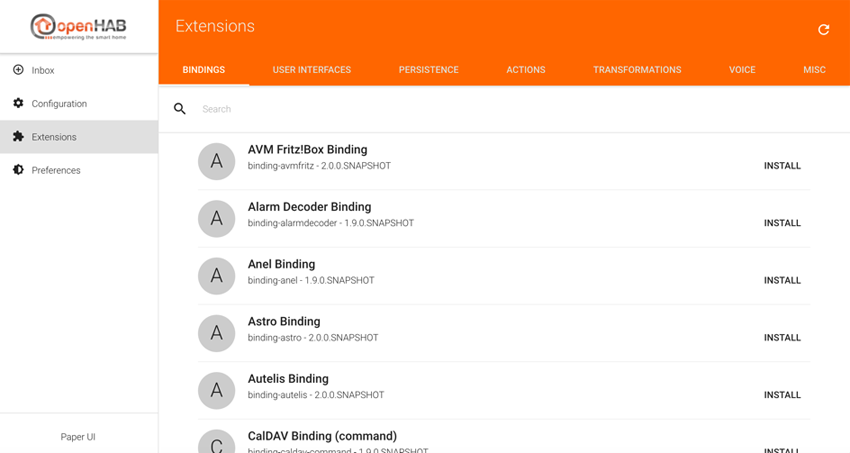 openHAB
empowering the smart home
Inbox
Configuration
Extensions
Preferences
Paper UI
Extensions
BINDINGS USER INTERFACES PERSISTENCE ACTIONS TRANSFORMATIONS VOICE MISC
Search
A
AVM Fritz!Box Binding
binding-avmfritz - 2.0.0.SNAPSHOT
INSTALL
A
Alarm Decoder Binding
binding-alarmdecoder - 1.9.0.SNAPSHOT
INSTALL
A
Anel Binding
binding-anel - 1.9.0.SNAPSHOT
INSTALL
A
Astro Binding
binding-astro - 2.0.0.SNAPSHOT
INSTALL
A
Autelis Binding
binding-autelis - 2.0.0.SNAPSHOT
INSTALL
C
CalDAV Binding (command)
binding-caldav-command - 1.9.0.SNAPSHOT
INSTALL